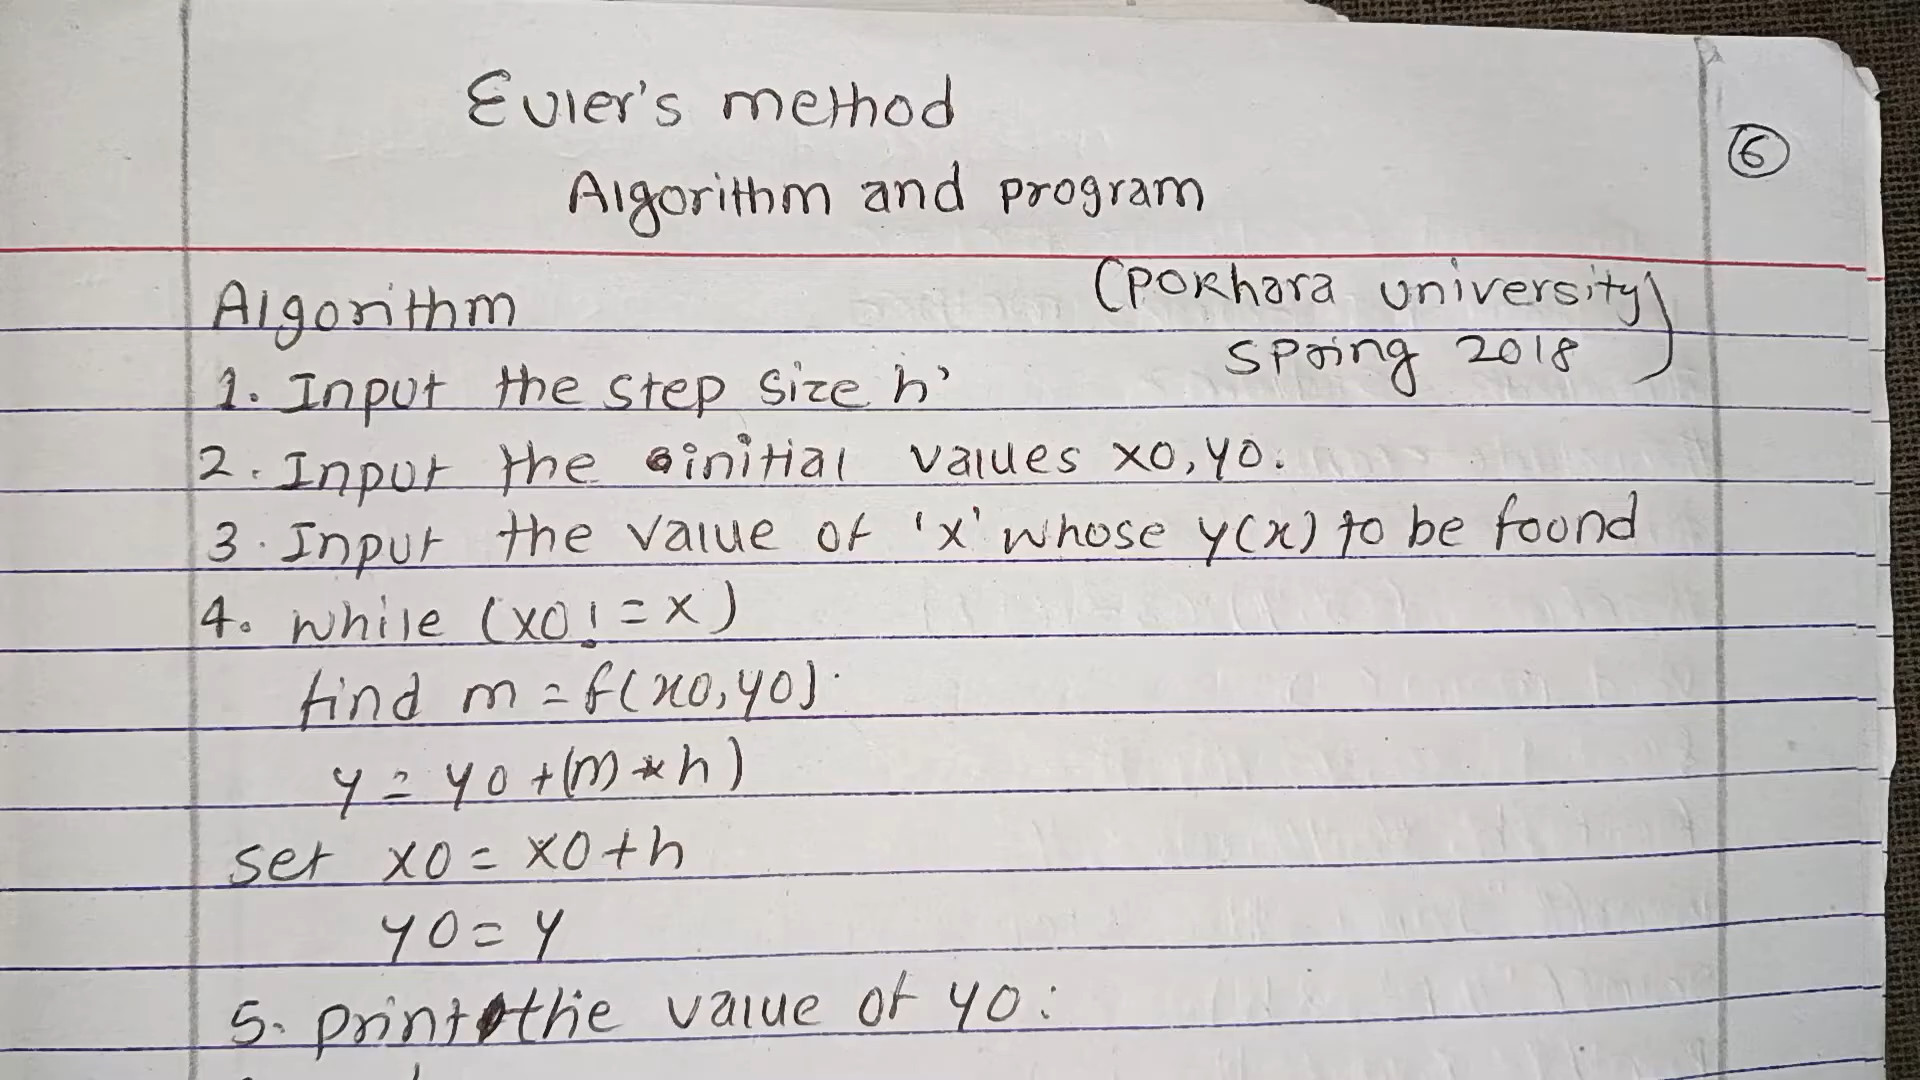 Euler's method
Algorithm and program
6
Algorithm (Pokhara University
Spring 2018)
1. Input the step size h'
2. Input the initial values x0, y0.
3. Input the value of 'x' whose y(x) to be found
4. while (x0!=x)
find m = f(x0,y0).
y = y0 + (m*h)
set x0 = x0+h
y0 = y
5. print the value of y0: